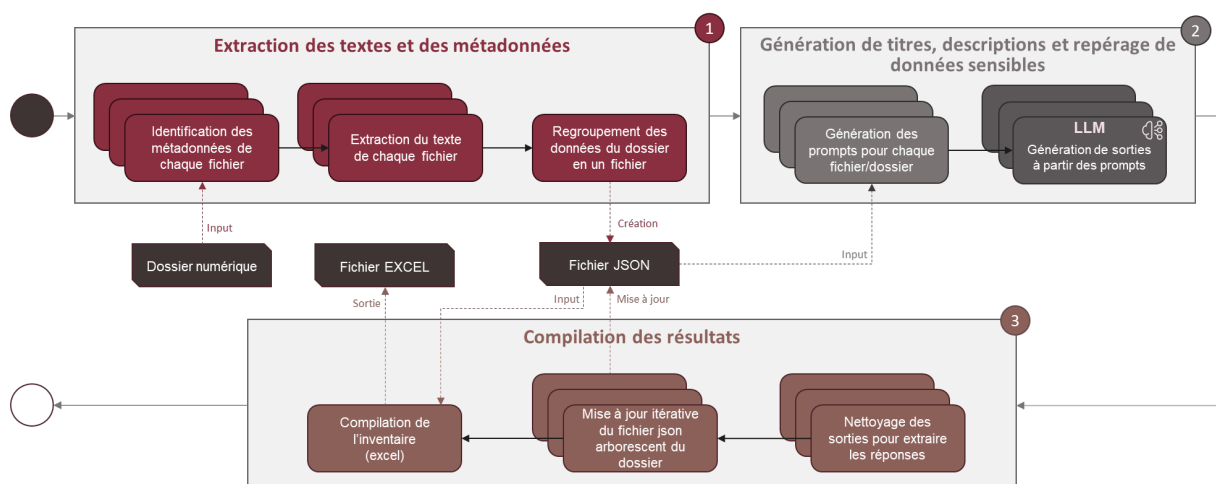 1
Extraction des textes et des métadonnées
Identification des
métadonnées de
chaque fichier
Extraction du texte
de chaque fichier
Regroupement des
données du dossier
en un fichier
2
Génération de titres, descriptions et repérage de
données sensibles
Génération des
prompts pour chaque
fichier/dossier
LLM
Génération de sorties
à partir des prompts
Input
Création
Dossier numérique
Fichier EXCEL
Fichier JSON
Input
Sortie
Input
Mise à jour
3
Compilation des résultats
Compilation de
l'inventaire
(excel)
Mise à jour itérative
du fichier json
arborescent du
dossier
Nettoyage des
sorties pour extraire
les réponses